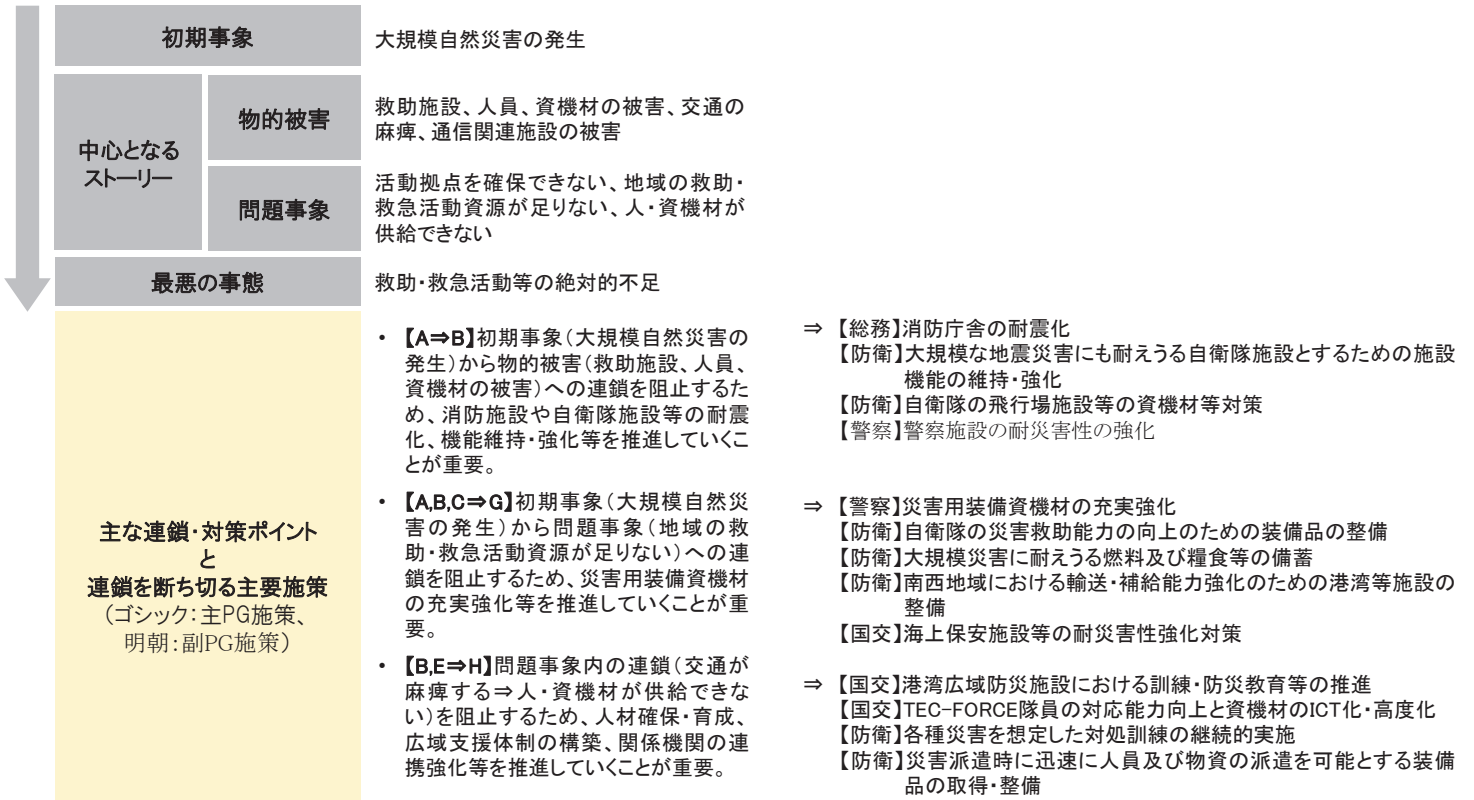 初期事象
大規模自然災害の発生
中心となる
ストーリー
物的被害
救助施設、人員、資機材の被害、交通の
麻痺、通信関連施設の被害
問題事象
活動拠点を確保できない、地域の救助・
救急活動資源が足りない、人・資機材が
供給できない
最悪の事態
救助・救急活動等の絶対的不足
主な連鎖・対策ポイント
と
連鎖を断ち切る主要施策
（ゴシック：主PG施策、
明朝：副PG施策）
・ 【A⇒B】初期事象（大規模自然災害の
発生）から物的被害（救助施設、人員、
資機材の被害）への連鎖を阻止するた
め、消防施設や自衛隊施設等の耐震
化、機能維持・強化等を推進していくこ
とが重要。
⇒ 【総務】消防庁舎の耐震化
【防衛】大規模な地震災害にも耐えうる自衛隊施設とするための施設
機能の維持・強化
【防衛】自衛隊の飛行場施設等の資機材等対策
【警察】警察施設の耐災害性の強化
・ 【A,B,C⇒G】初期事象（大規模自然災
害の発生）から問題事象（地域の救
助・救急活動資源が足りない）への連
鎖を阻止するため、災害用装備資機材
の充実強化等を推進していくことが重
要。
⇒ 【警察】災害用装備資機材の充実強化
【防衛】自衛隊の災害救助能力の向上のための装備品の整備
【防衛】大規模災害に耐えうる燃料及び糧食等の備蓄
【防衛】南西地域における輸送・補給能力強化のための港湾等施設の
整備
【国交】海上保安施設等の耐災害性強化対策
・ 【B,E⇒H】問題事象内の連鎖（交通が
麻痺する⇒人・資機材が供給できな
い）を阻止するため、人材確保・育成、
広域支援体制の構築、関係機関の連
携強化等を推進していくことが重要。
⇒ 【国交】港湾広域防災施設における訓練・防災教育等の推進
【国交】TEC-FORCE隊員の対応能力向上と資機材のICT化・高度化
【防衛】各種災害を想定した対処訓練の継続的実施
【防衛】災害派遣時に迅速に人員及び物資の派遣を可能とする装備
品の取得・整備